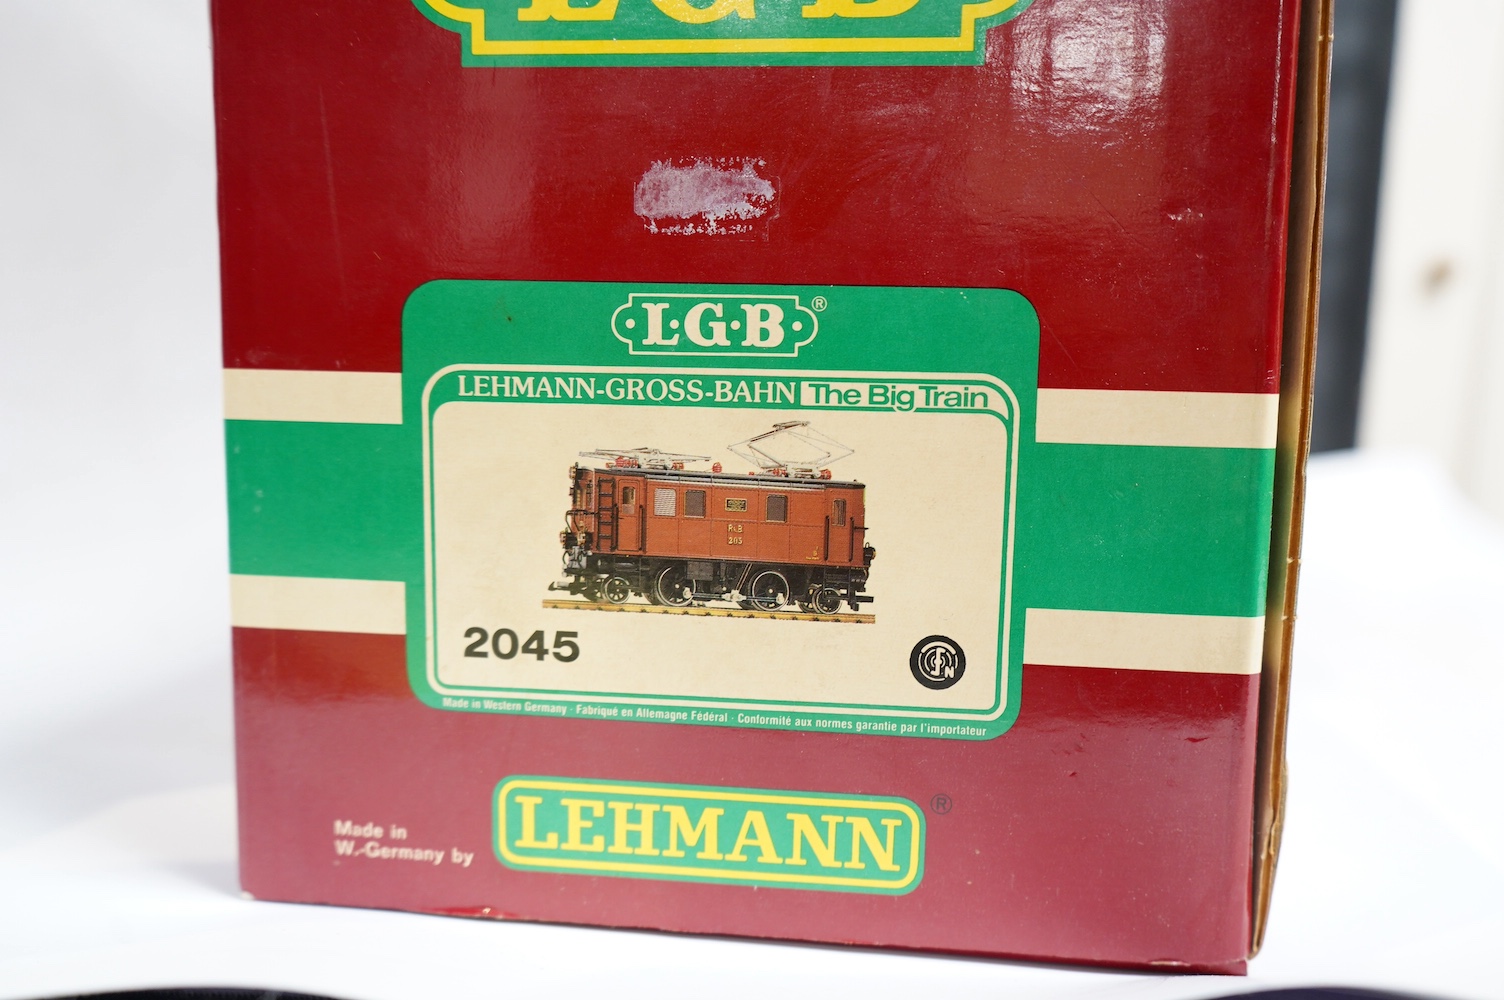 L·G·B
·L·G·B·®
LEHMANN-GROSS-BAHN The Big Train
RhB
205
2045
SFN
Made in Western Germany · Fabriqué en Allemagne Fédéral · Conformité aux normes garantie par l'importateur
Made in
W.-Germany by
LEHMANN ®